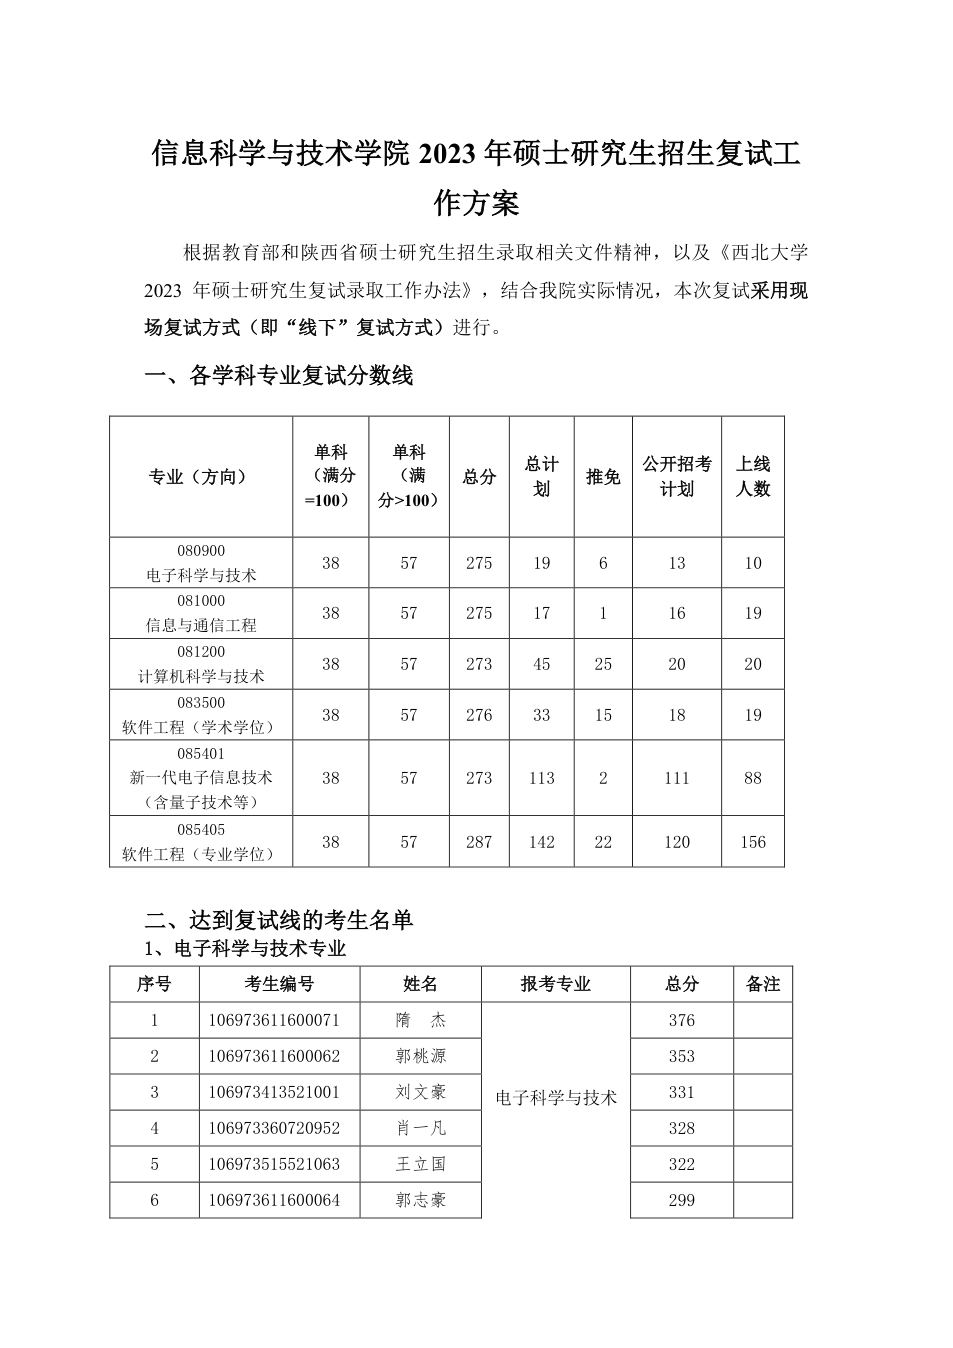 信息科学与技术学院 2023 年硕士研究生招生复试工
作方案
根据教育部和陕西省硕士研究生招生录取相关文件精神，以及《西北大学
2023 年硕士研究生复试录取工作办法》，结合我院实际情况，本次复试采用现
场复试方式（即“线下”复试方式）进行。
一、各学科专业复试分数线
专业（方向） 单科（满分=100） 单科（满分>100） 总分 总计划 推免 公开招考计划 上线人数
080900 电子科学与技术 38 57 275 19 6 13 10
081000 信息与通信工程 38 57 275 17 1 16 19
081200 计算机科学与技术 38 57 273 45 25 20 20
083500 软件工程（学术学位） 38 57 276 33 15 18 19
085401 新一代电子信息技术（含量子技术等） 38 57 273 113 2 111 88
085405 软件工程（专业学位） 38 57 287 142 22 120 156
二、达到复试线的考生名单
1、电子科学与技术专业
序号 考生编号 姓名 报考专业 总分 备注
1 106973611600071 隋 杰 376
2 106973611600062 郭桃源 353
3 106973413521001 刘文豪 电子科学与技术 331
4 106973360720952 肖一凡 328
5 106973515521063 王立国 322
6 106973611600064 郭志豪 299